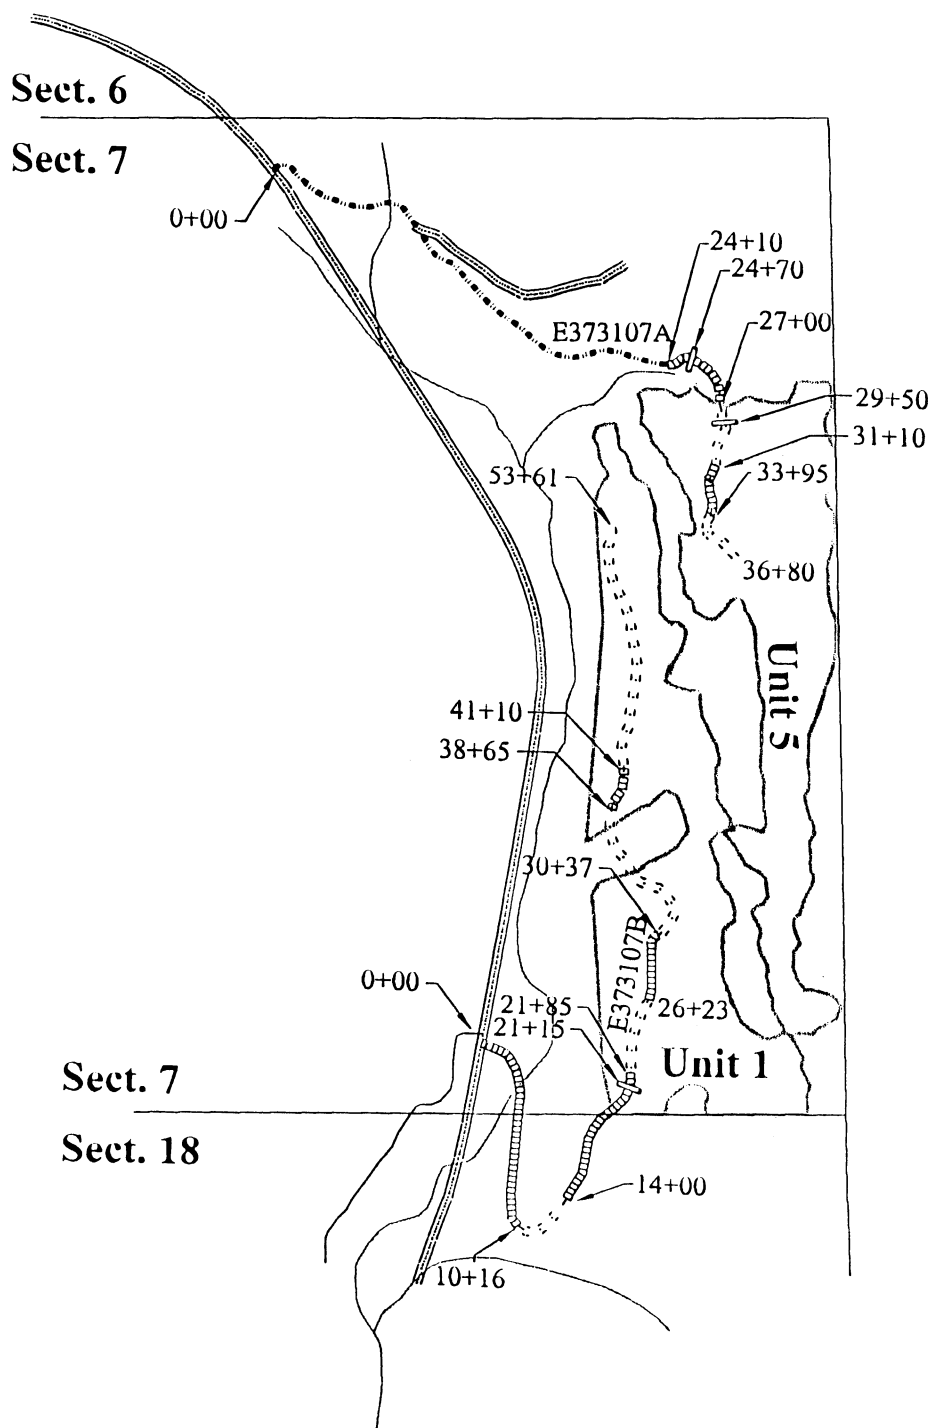 Sect. 6
Sect. 7
0+00
24+10
24+70
27+00
E373107A
29+50
31+10
53+61
33+95
36+80
Unit 5
41+10
38+65
30+37
E373107B
0+00
21+85
26+23
21+15
Unit 1
Sect. 7
Sect. 18
14+00
10+16